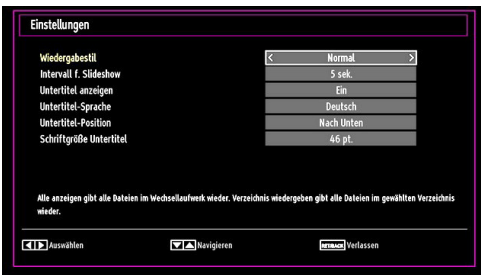 Einstellungen
Wiedergabestil < Normal >
Intervall f. Slideshow 5 sek.
Untertitel anzeigen Ein
Untertitel-Sprache Deutsch
Untertitel-Position Nach Unten
Schriftgröße Untertitel 46 pt.
Alle anzeigen gibt alle Dateien im Wechsellaufwerk wieder. Verzeichnis wiedergeben gibt alle Dateien im gewählten Verzeichnis
wieder.
Auswählen Navigieren RET/BACK Verlassen